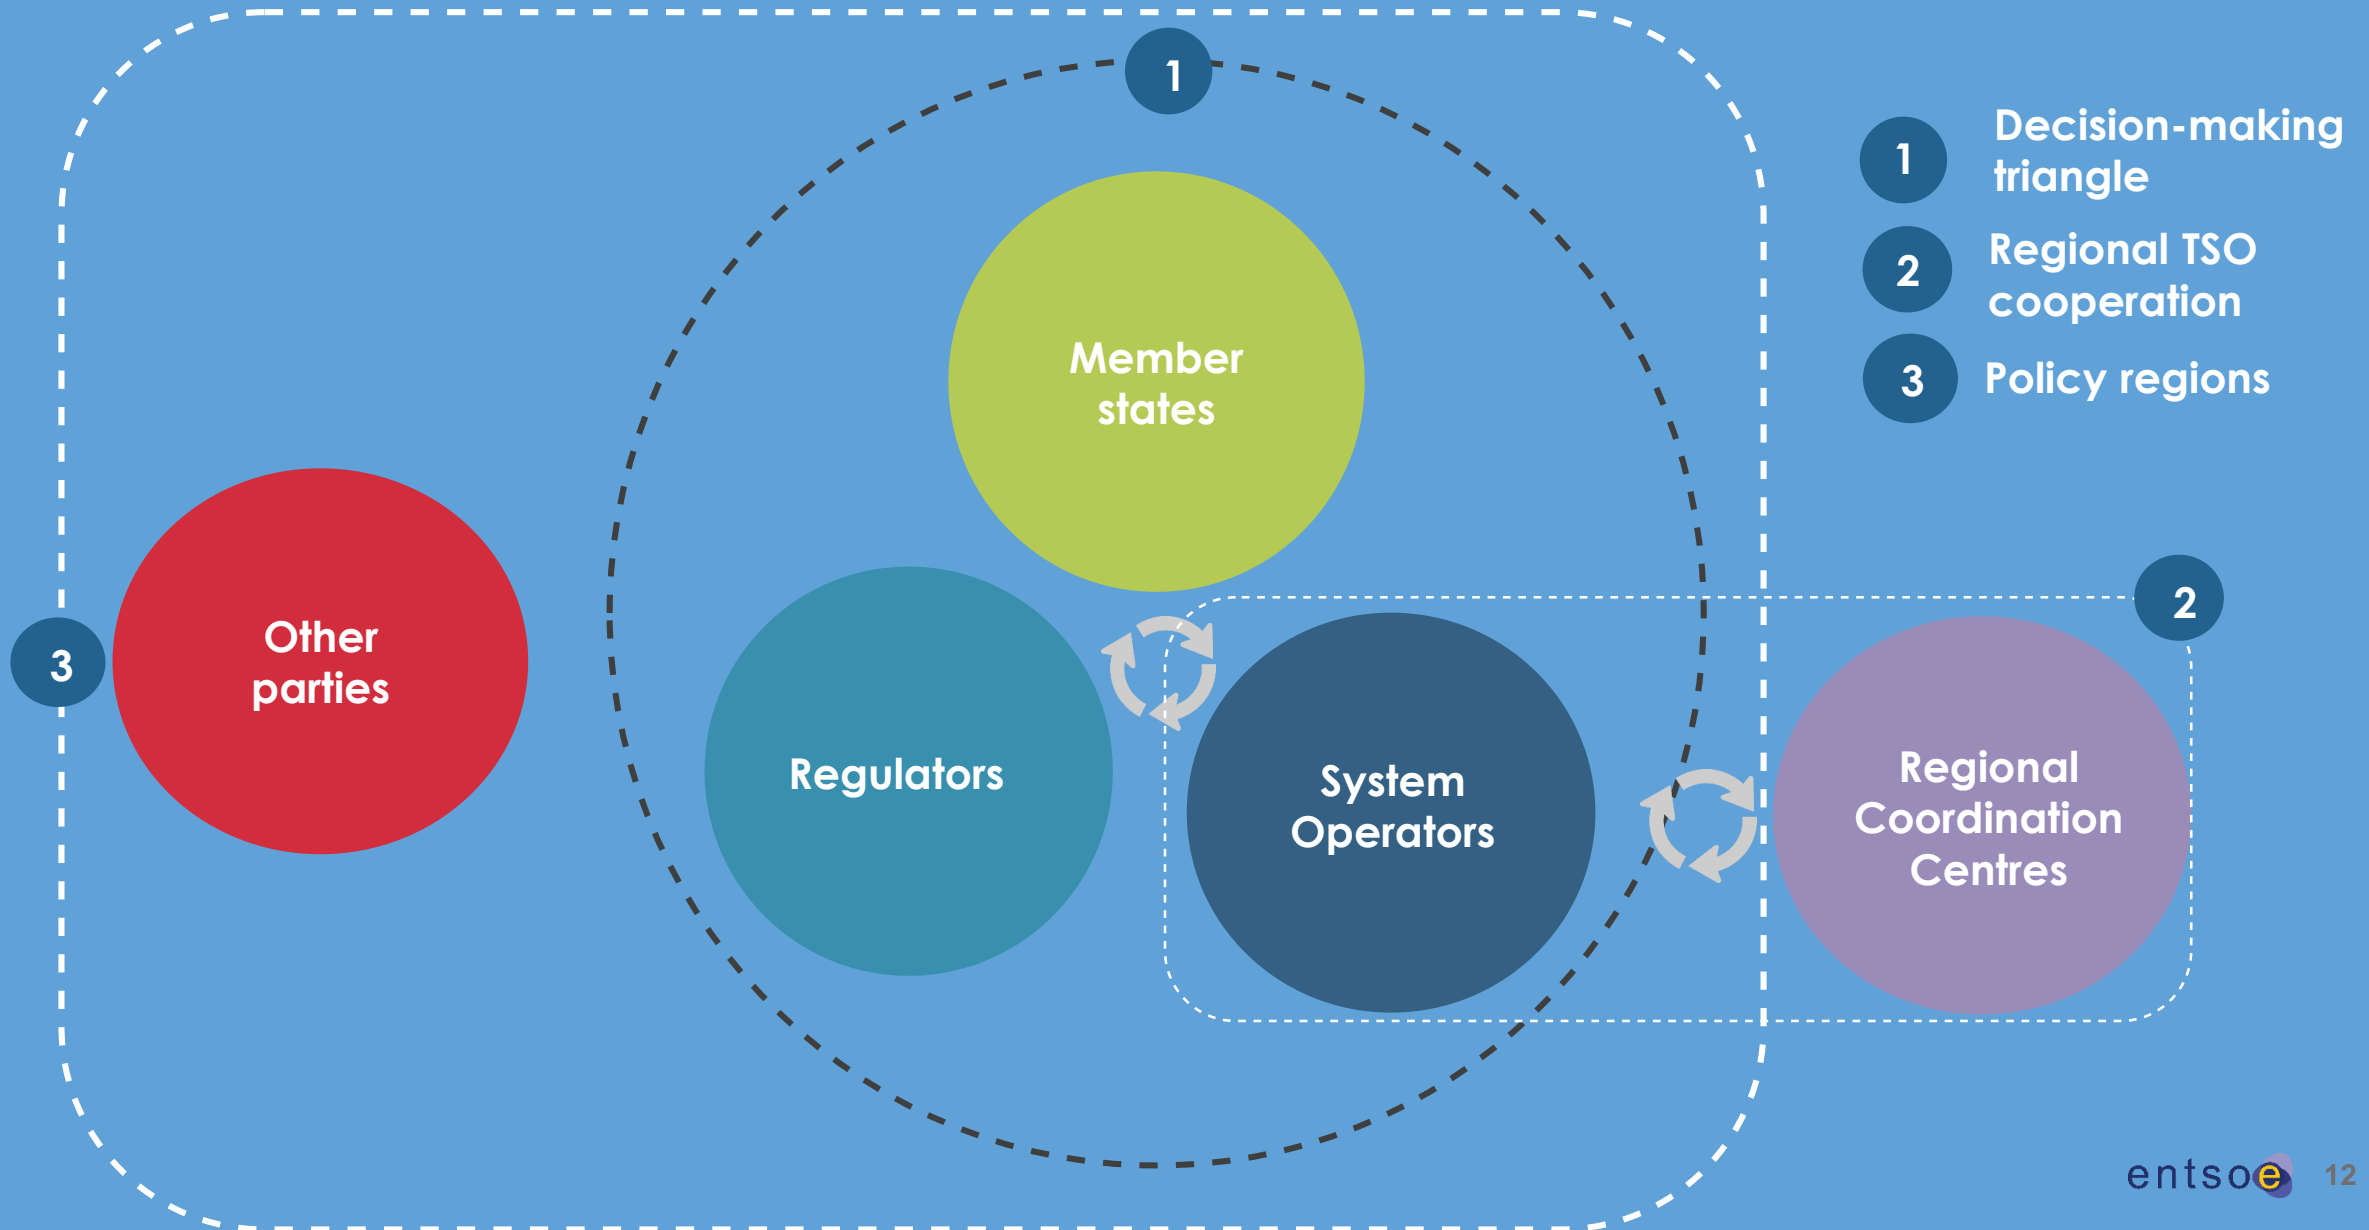 1
Decision-making
triangle
1
Regional TSO
cooperation
2
Policy regions
3
Member
states
Other
parties
3
2
Regulators
System
Operators
Regional
Coordination
Centres
entsoe
12